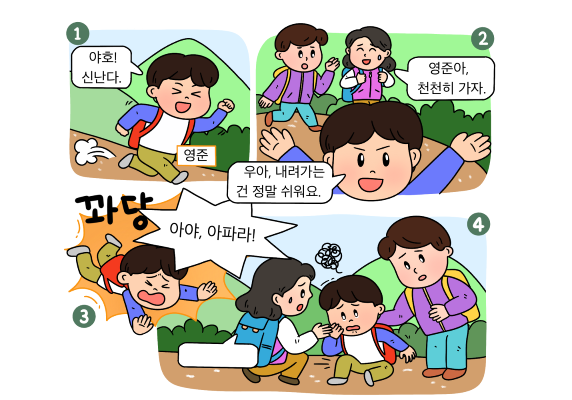 1
야호!
신난다.
영준
2
영준아,
천천히 가자.
우아, 내려가는
건 정말 쉬워요.
꽈당
아야, 아파라!
3
4